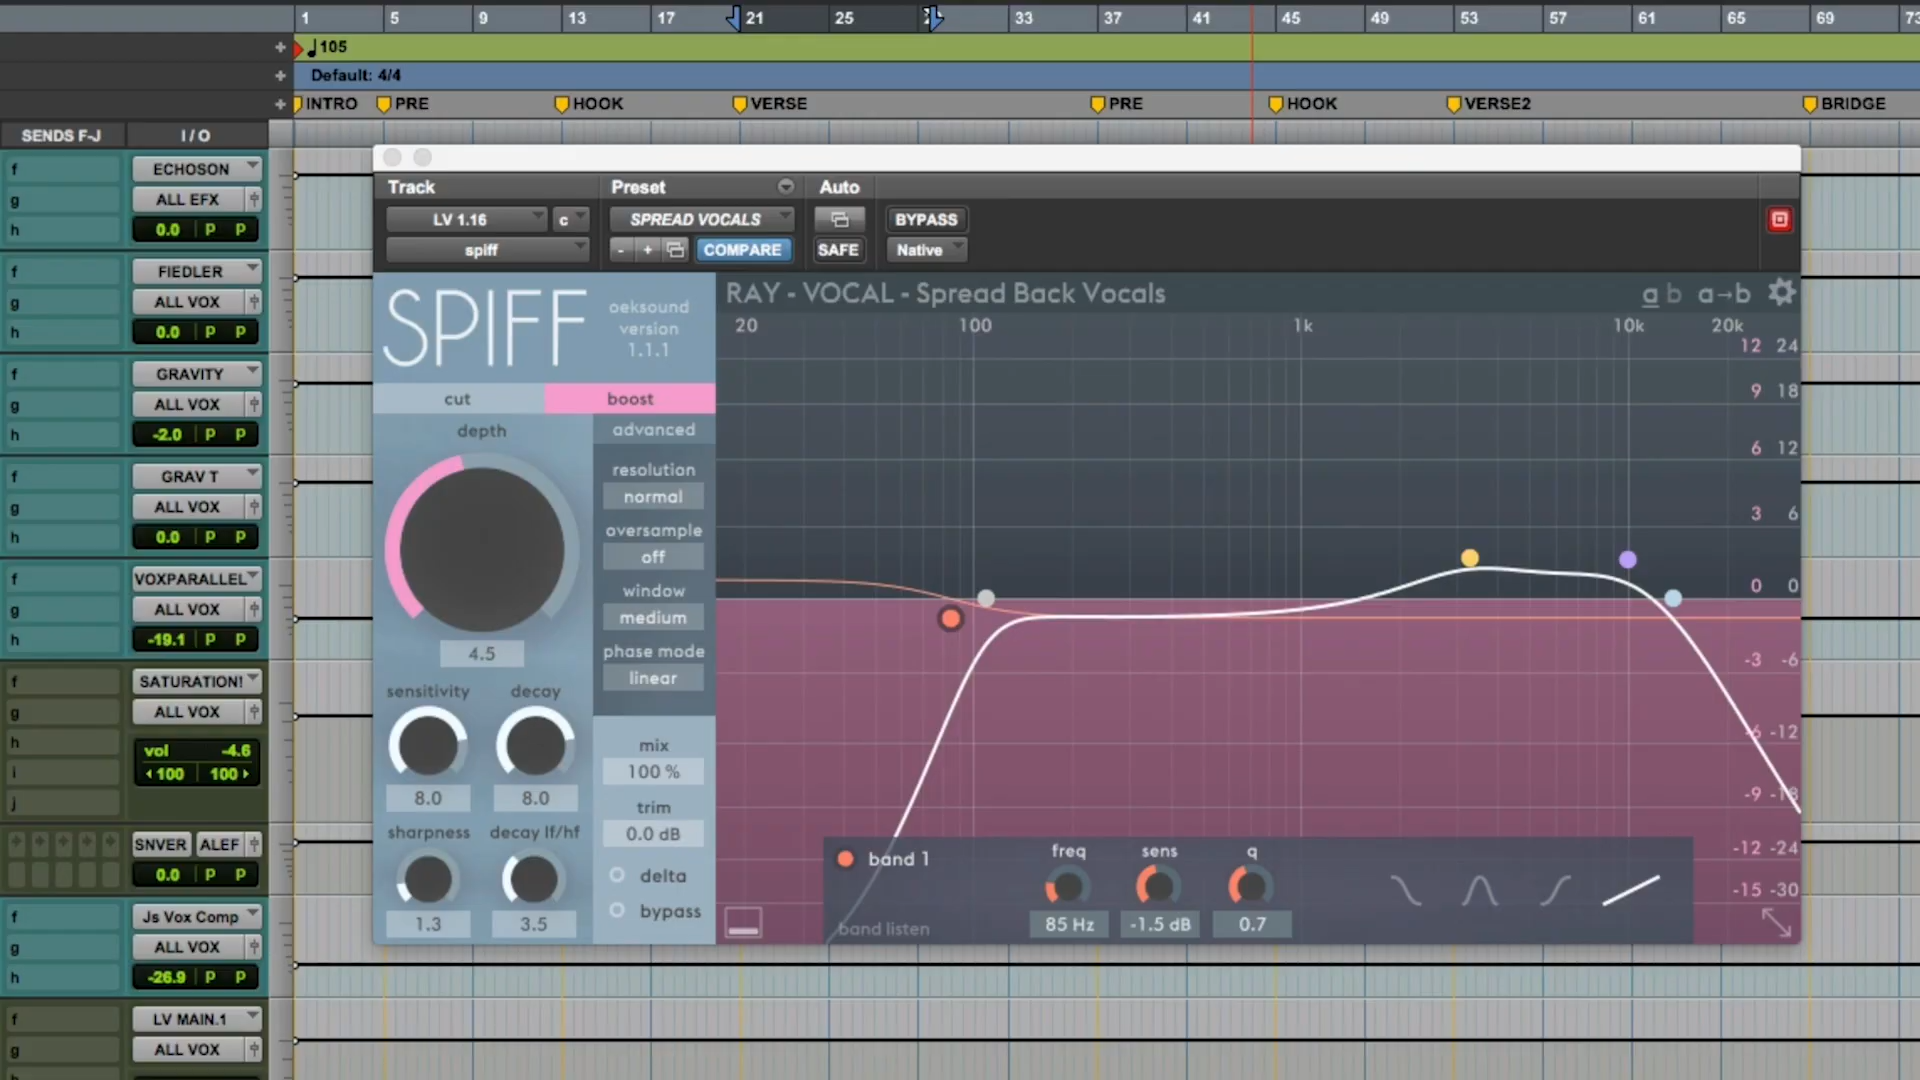 1 5 9 13 17 21 25 33 37 41 45 49 53 57 61 65 69 73
+ 105
+ Default: 4/4
+ INTRO PRE HOOK VERSE PRE HOOK VERSE2 BRIDGE
SENDS F-J I / O
f ECHOSON
g ALL EFX
h 0.0 P P
f FIEDLER
g ALL VOX
h 0.0 P P
f GRAVITY
g ALL VOX
h -2.0 P P
f GRAV T
g ALL VOX
h 0.0 P P
f VOXPARALLEL
g ALL VOX
h -19.1 P P
f SATURATION!
g ALL VOX
h vol -4.6
i 100 100
j
SNVER ALEF
0.0 P P
f Js Vox Comp
g ALL VOX
h -26.9 P P
f LV MAIN.1
g ALL VOX
Track Preset Auto
LV 1.16 c SPREAD VOCALS BYPASS
spiff - + COMPARE SAFE Native
SPIFF
oeksound
version
1.1.1
RAY - VOCAL - Spread Back Vocals a b a→b
20 100 1k 10k 20k
12 24
9 18
6 12
3 6
0 0
-3 -6
-6 -12
-9 -18
-12 -24
-15 -30
cut boost
depth
4.5
advanced
resolution
normal
oversample
off
window
medium
phase mode
linear
sensitivity decay
8.0 8.0
sharpness decay lf/hf
1.3 3.5
mix
100 %
trim
0.0 dB
delta
bypass
band 1 freq sens q
85 Hz -1.5 dB 0.7
band listen